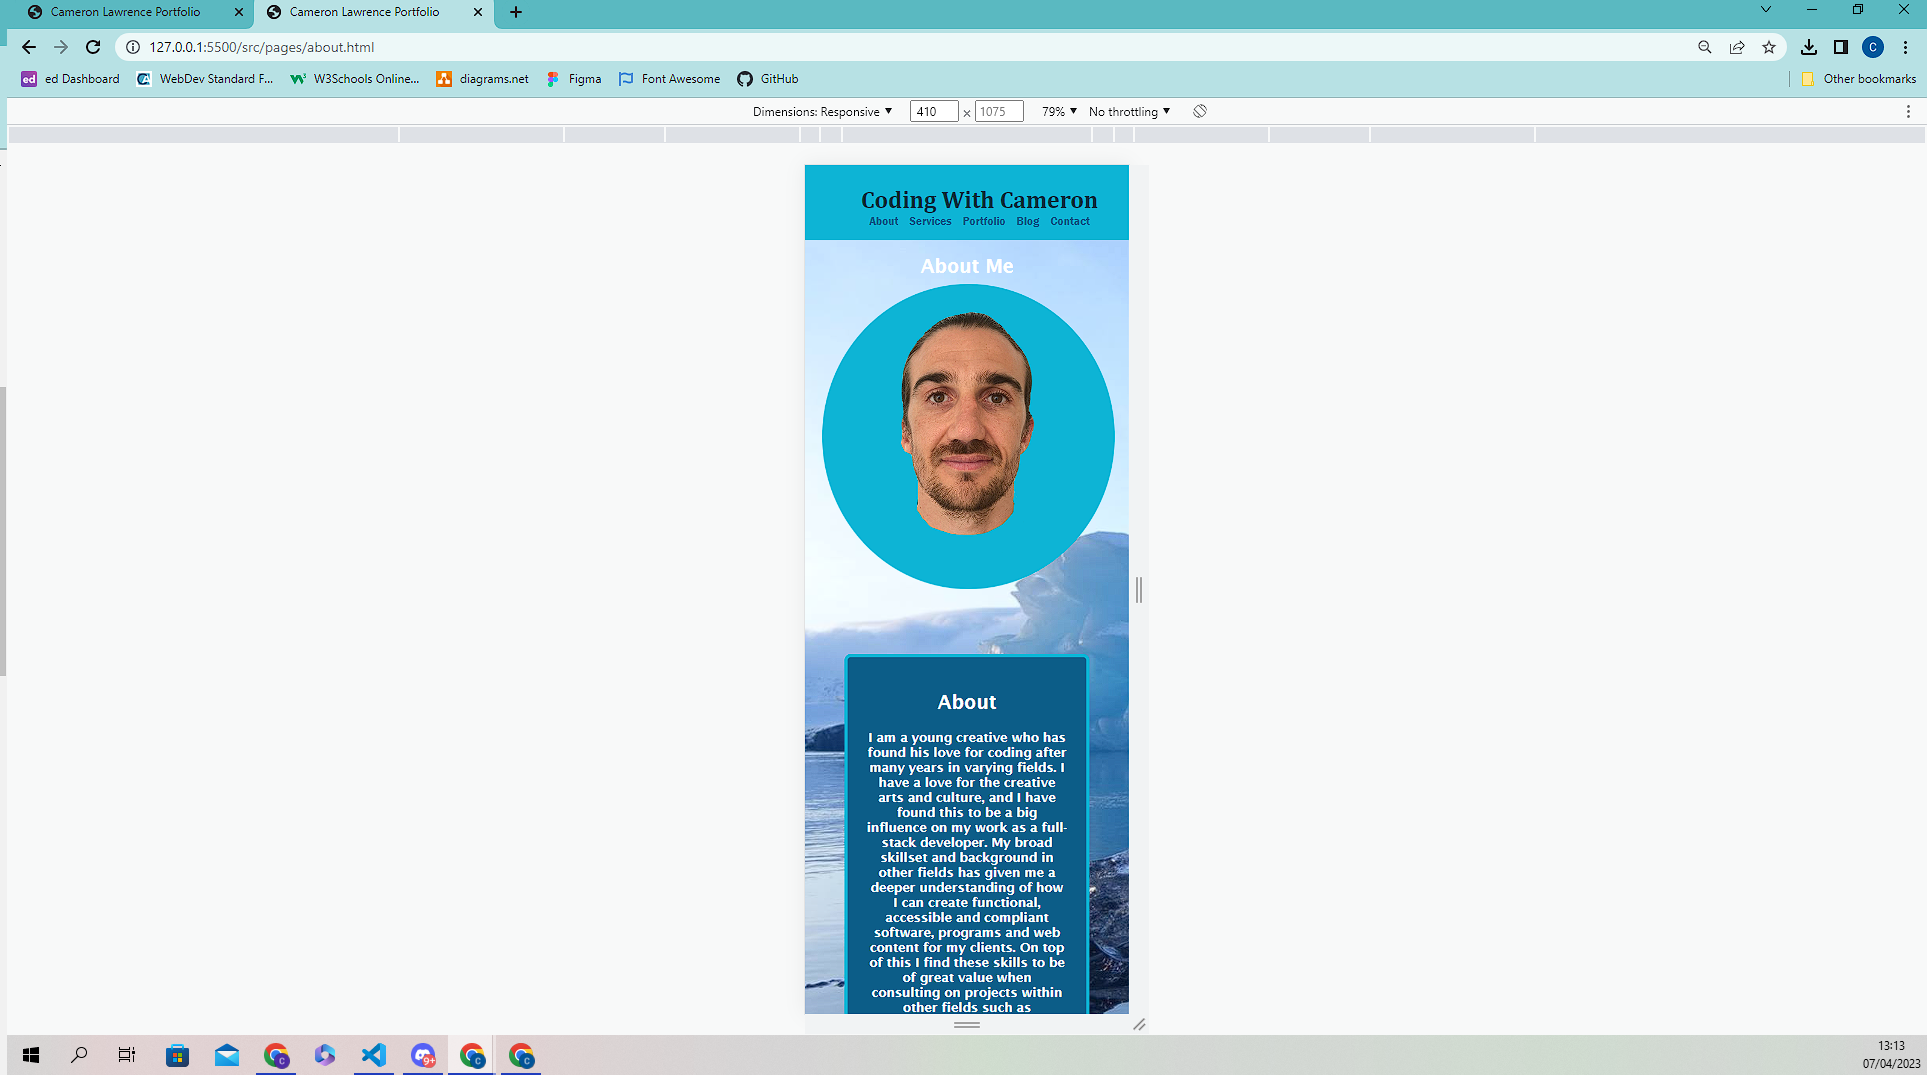 Cameron Lawrence Portfolio
Cameron Lawrence Portfolio
127.0.0.1:5500/src/pages/about.html
C
ed
ed Dashboard
WebDev Standard F...
W3Schools Online...
diagrams.net
Figma
Font Awesome
GitHub
Other bookmarks
Dimensions: Responsive
410
×
1075
79%
No throttling
Coding With Cameron
About Services Portfolio Blog Contact
About Me
About
I am a young creative who has
found his love for coding after
many years in varying fields. I
have a love for the creative
arts and culture, and I have
found this to be a big
influence on my work as a full-
stack developer. My broad
skillset and background in
other fields has given me a
deeper understanding of how
I can create functional,
accessible and compliant
software, programs and web
content for my clients. On top
of this I find these skills to be
of great value when
consulting on projects within
other fields such as
C
9+
C
C
13:13
07/04/2023